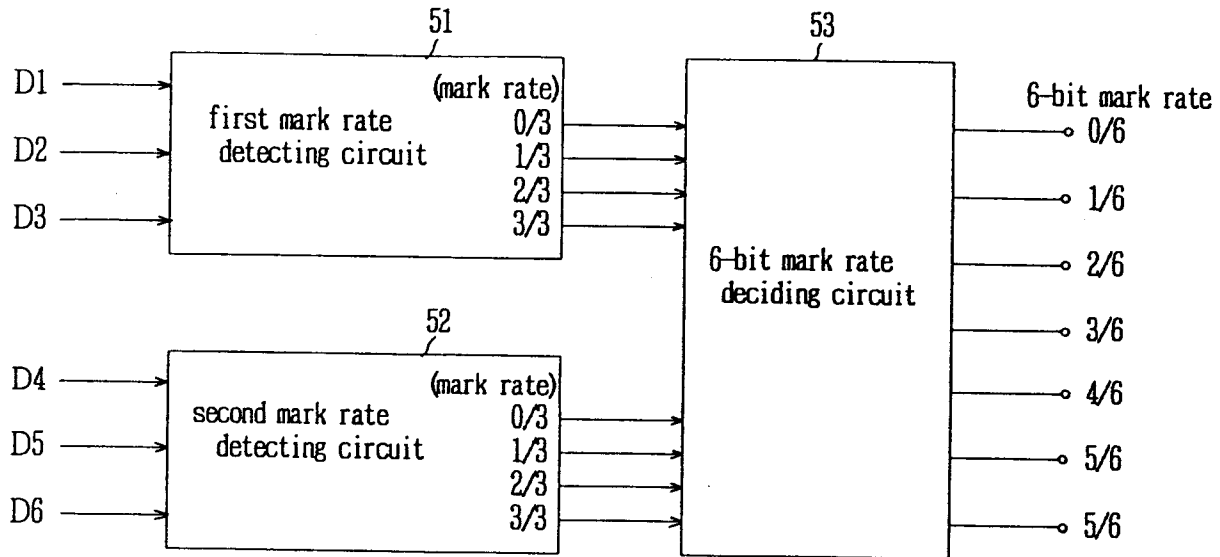 51
D1
D2
D3
first mark rate
detecting circuit
(mark rate)
0/3
1/3
2/3
3/3
52
D4
D5
D6
second mark rate
detecting circuit
(mark rate)
0/3
1/3
2/3
3/3
53
6-bit mark rate
deciding circuit
6-bit mark rate
0/6
1/6
2/6
3/6
4/6
5/6
5/6